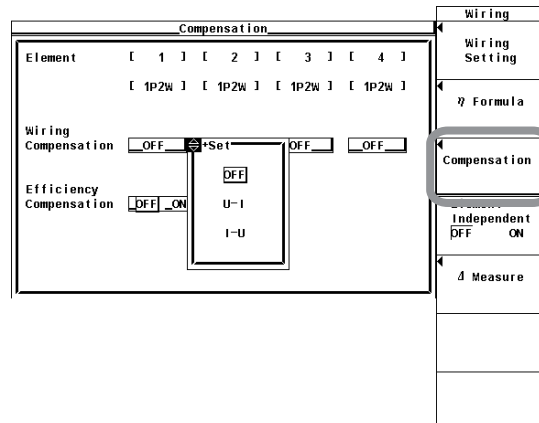 Compensation
Element [ 1 ] [ 2 ] [ 3 ] [ 4 ]
[ 1P2W ] [ 1P2W ] [ 1P2W ] [ 1P2W ]
Wiring
Compensation OFF +Set OFF OFF
OFF
U-I
I-U
Efficiency
Compensation OFF ON
Wiring
Wiring
Setting
η Formula
Compensation
Independent
OFF ON
Δ Measure